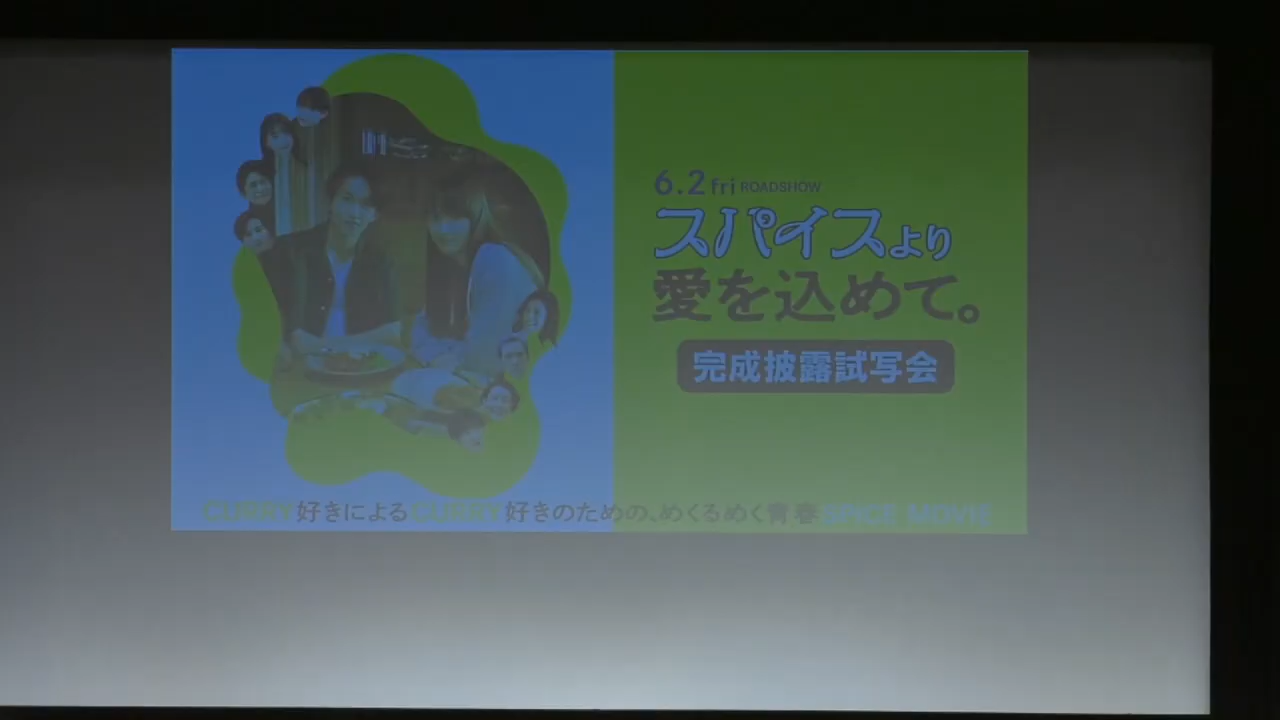 6.2 fri ROADSHOW
スパイスより
愛を込めて。
完成披露試写会
CURRY好きによるCURRY好きのための、めくるめく青春SPICE MOVIE